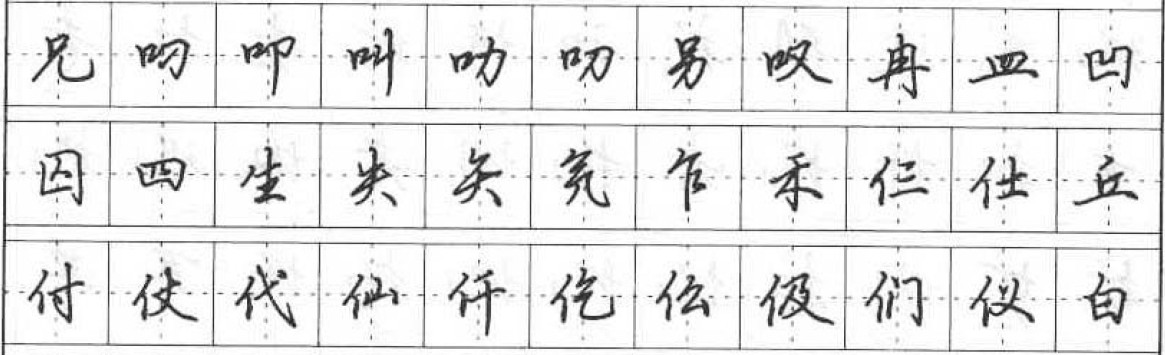 兄叼叩叫叻叨另叹冉皿凹
囚四生失矢氕乍禾仨仕丘
付仗代仙仟仡仫伋们仪白